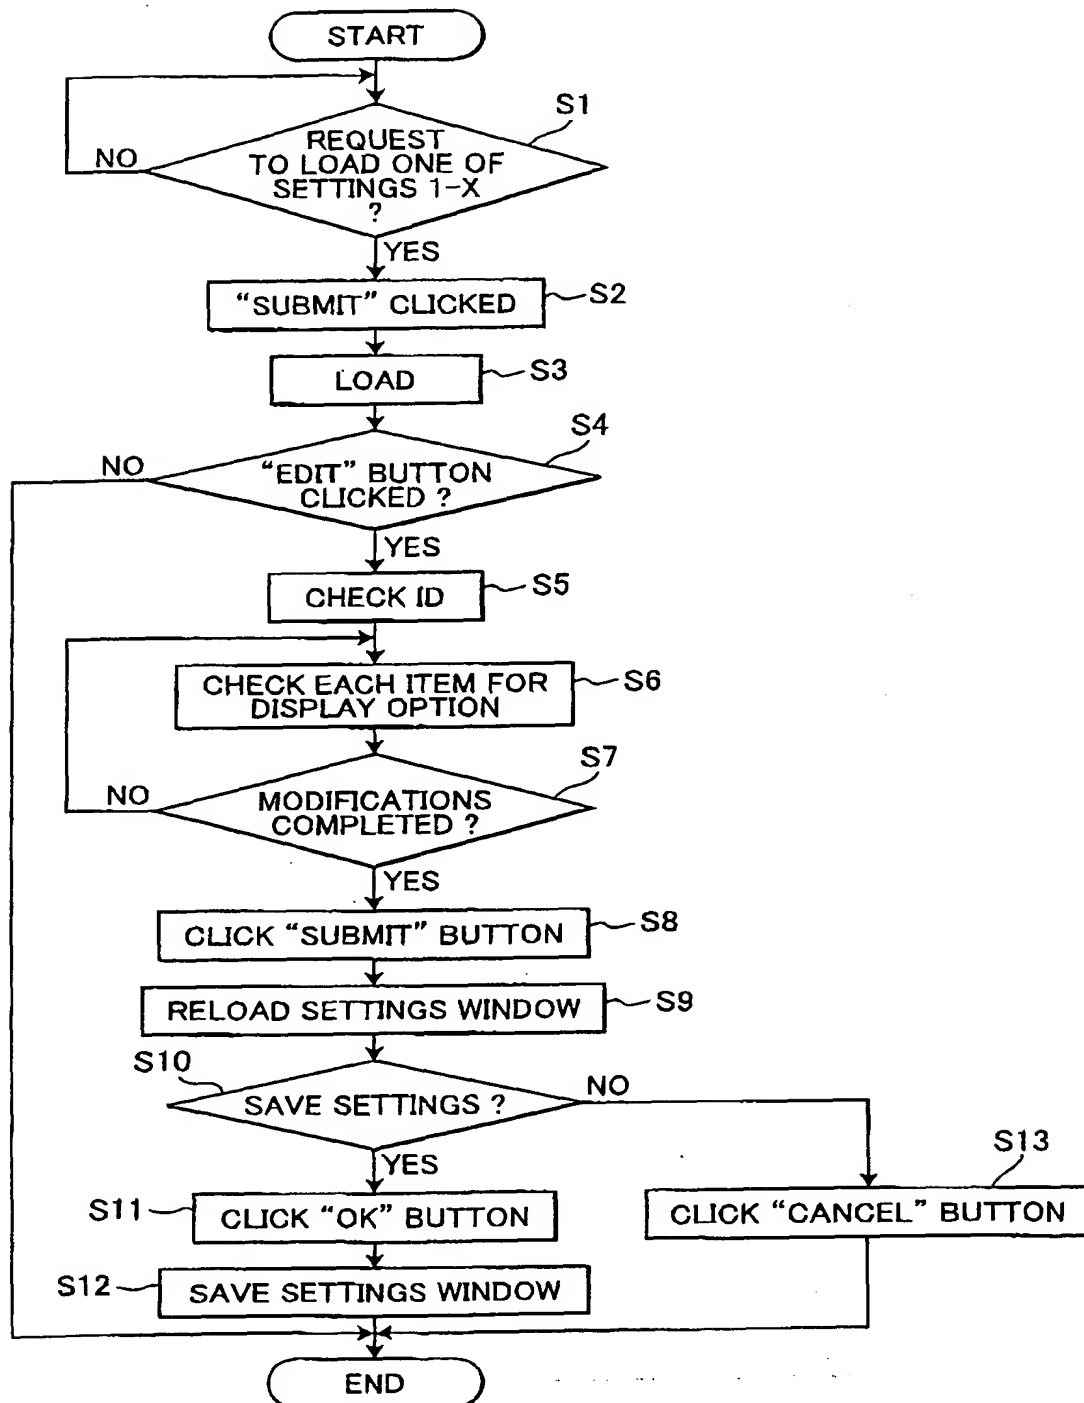 START
S1
REQUEST
TO LOAD ONE OF
SETTINGS 1-X
?
NO
YES
"SUBMIT" CLICKED
S2
LOAD
S3
S4
NO
"EDIT" BUTTON
CLICKED ?
YES
CHECK ID
S5
CHECK EACH ITEM FOR
DISPLAY OPTION
S6
S7
NO
MODIFICATIONS
COMPLETED ?
YES
CLICK "SUBMIT" BUTTON
S8
RELOAD SETTINGS WINDOW
S9
S10
SAVE SETTINGS ?
NO
YES
S13
S11
CLICK "OK" BUTTON
CLICK "CANCEL" BUTTON
S12
SAVE SETTINGS WINDOW
END